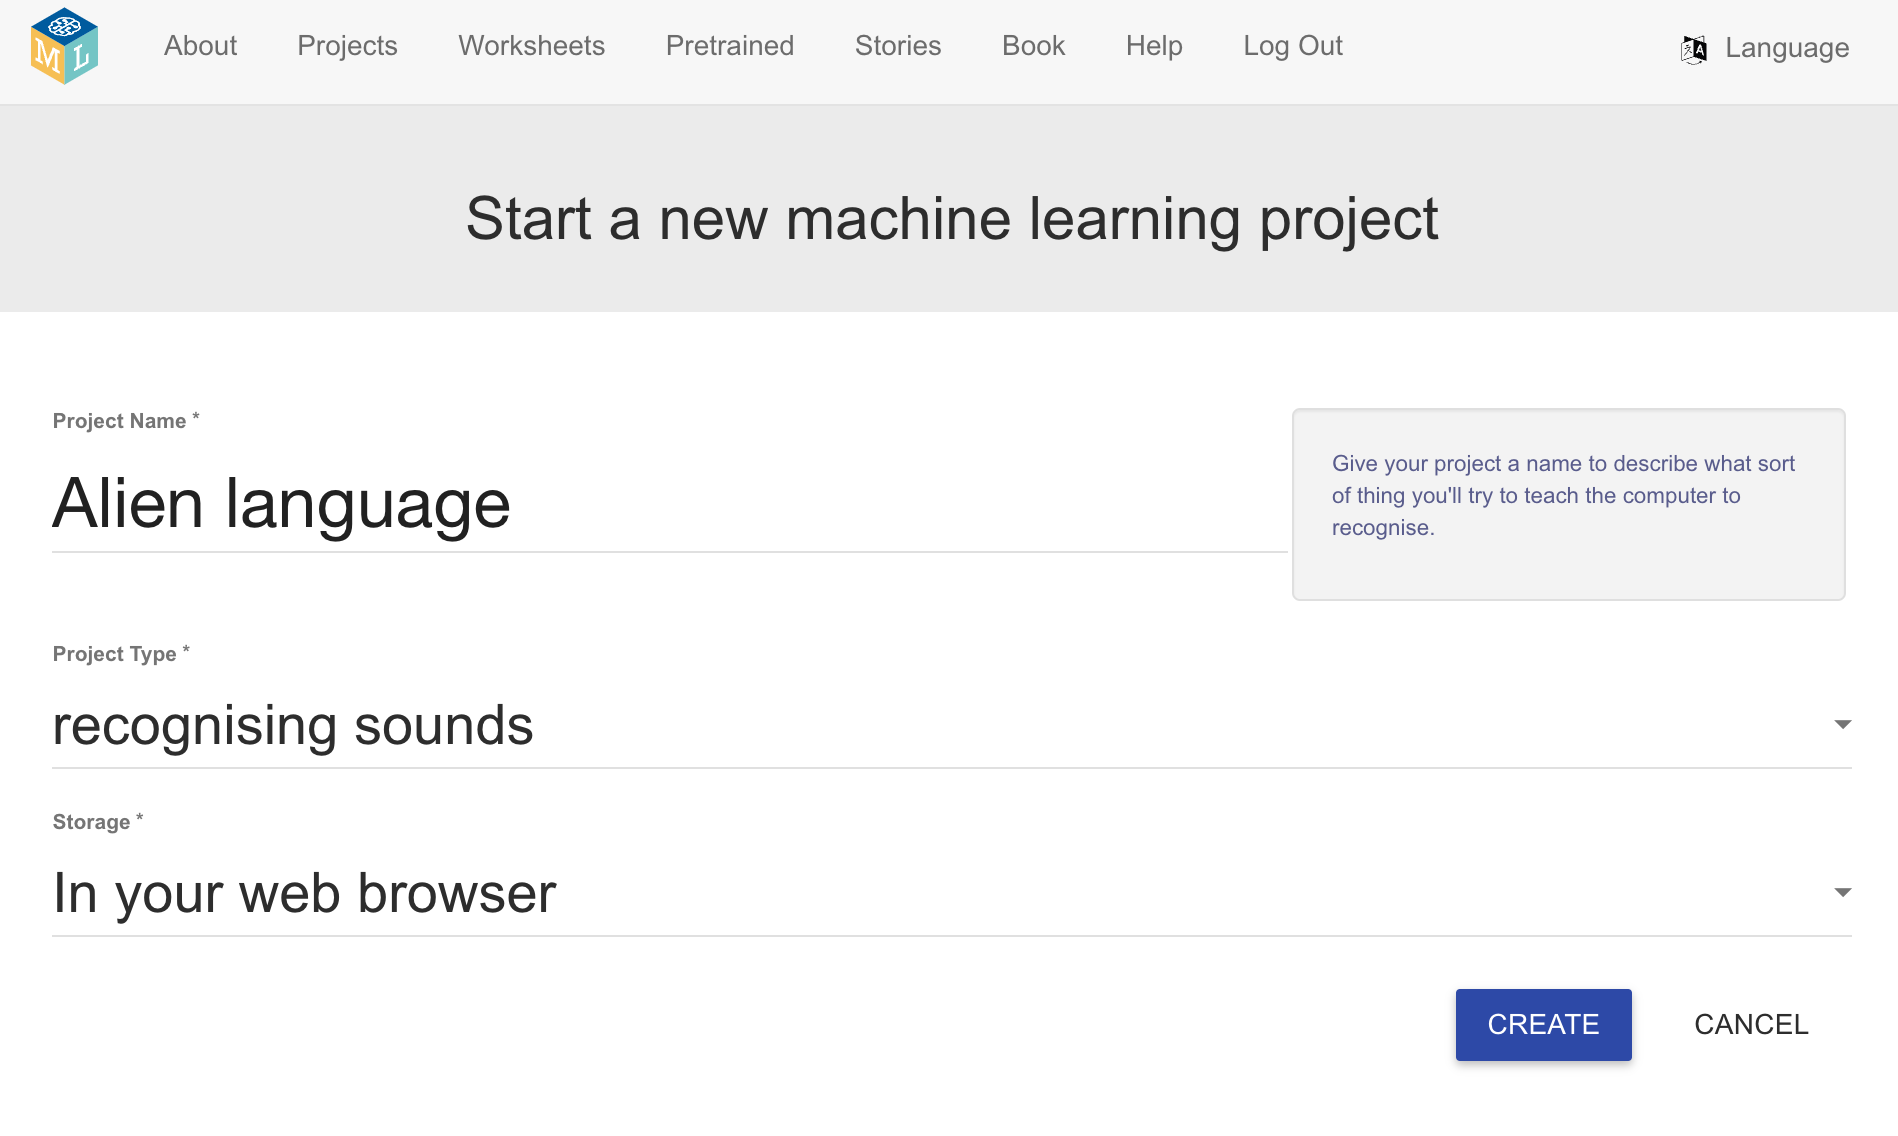 M L
About
Projects
Worksheets
Pretrained
Stories
Book
Help
Log Out
Language
Start a new machine learning project
Project Name *
Alien language
Give your project a name to describe what sort
of thing you'll try to teach the computer to
recognise.
Project Type *
recognising sounds
Storage *
In your web browser
CREATE
CANCEL